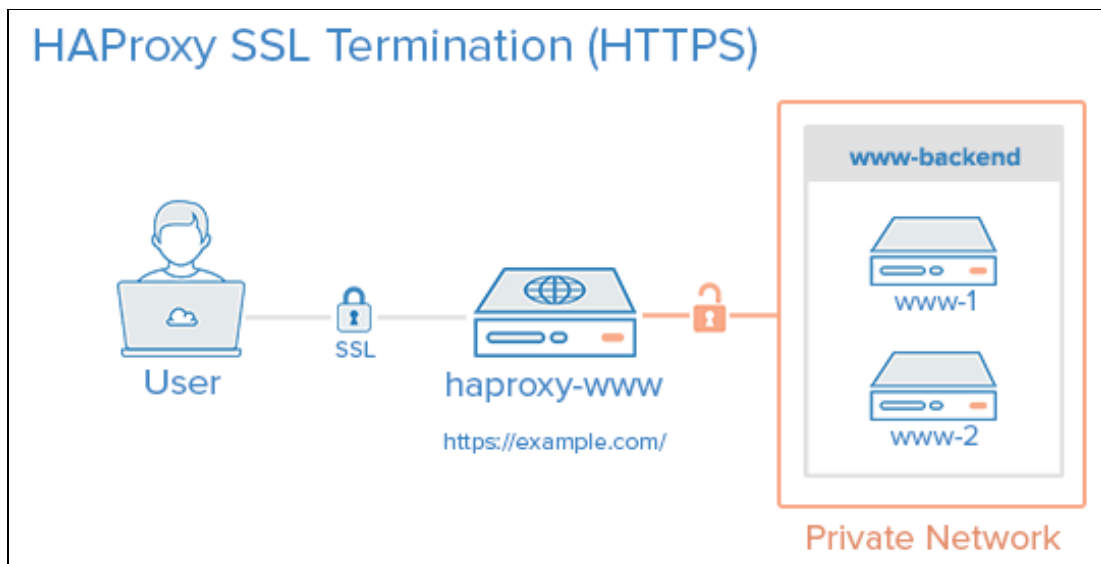 HAProxy SSL Termination (HTTPS)
www-backend
www-1
SSL
User
haproxy-www
www-2
https://example.com/
Private Network